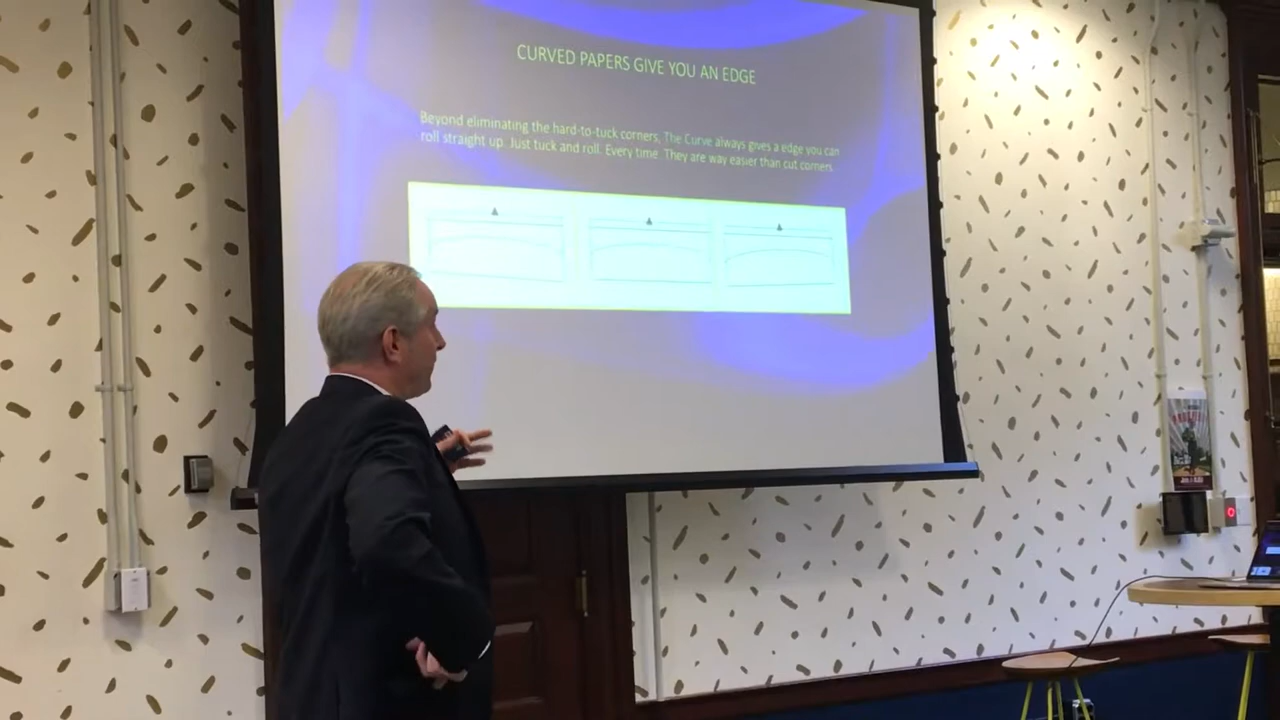 CURVED PAPERS GIVE YOU AN EDGE
Beyond eliminating the hard-to-tuck corners, The Curve always gives a edge you can
roll straight up. Just tuck and roll. Every time. They are way easier than cut corners.